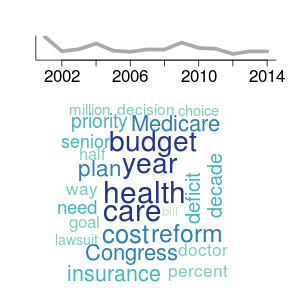 2002 2006 2010 2014
million decision choice
priority Medicare
senior budget
half year
plan
way health
need care
goal bill
lawsuit cost reform
Congress doctor
insurance percent
deficit
decade